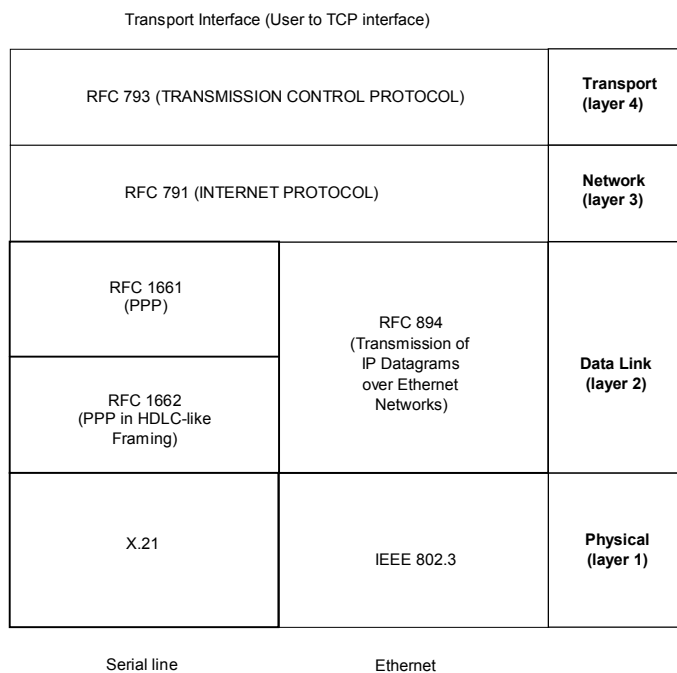 Transport Interface (User to TCP interface)
RFC 793 (TRANSMISSION CONTROL PROTOCOL)
Transport
(layer 4)
RFC 791 (INTERNET PROTOCOL)
Network
(layer 3)
RFC 1661
(PPP)
RFC 1662
(PPP in HDLC-like
Framing)
RFC 894
(Transmission of
IP Datagrams
over Ethernet
Networks)
Data Link
(layer 2)
X.21
IEEE 802.3
Physical
(layer 1)
Serial line
Ethernet